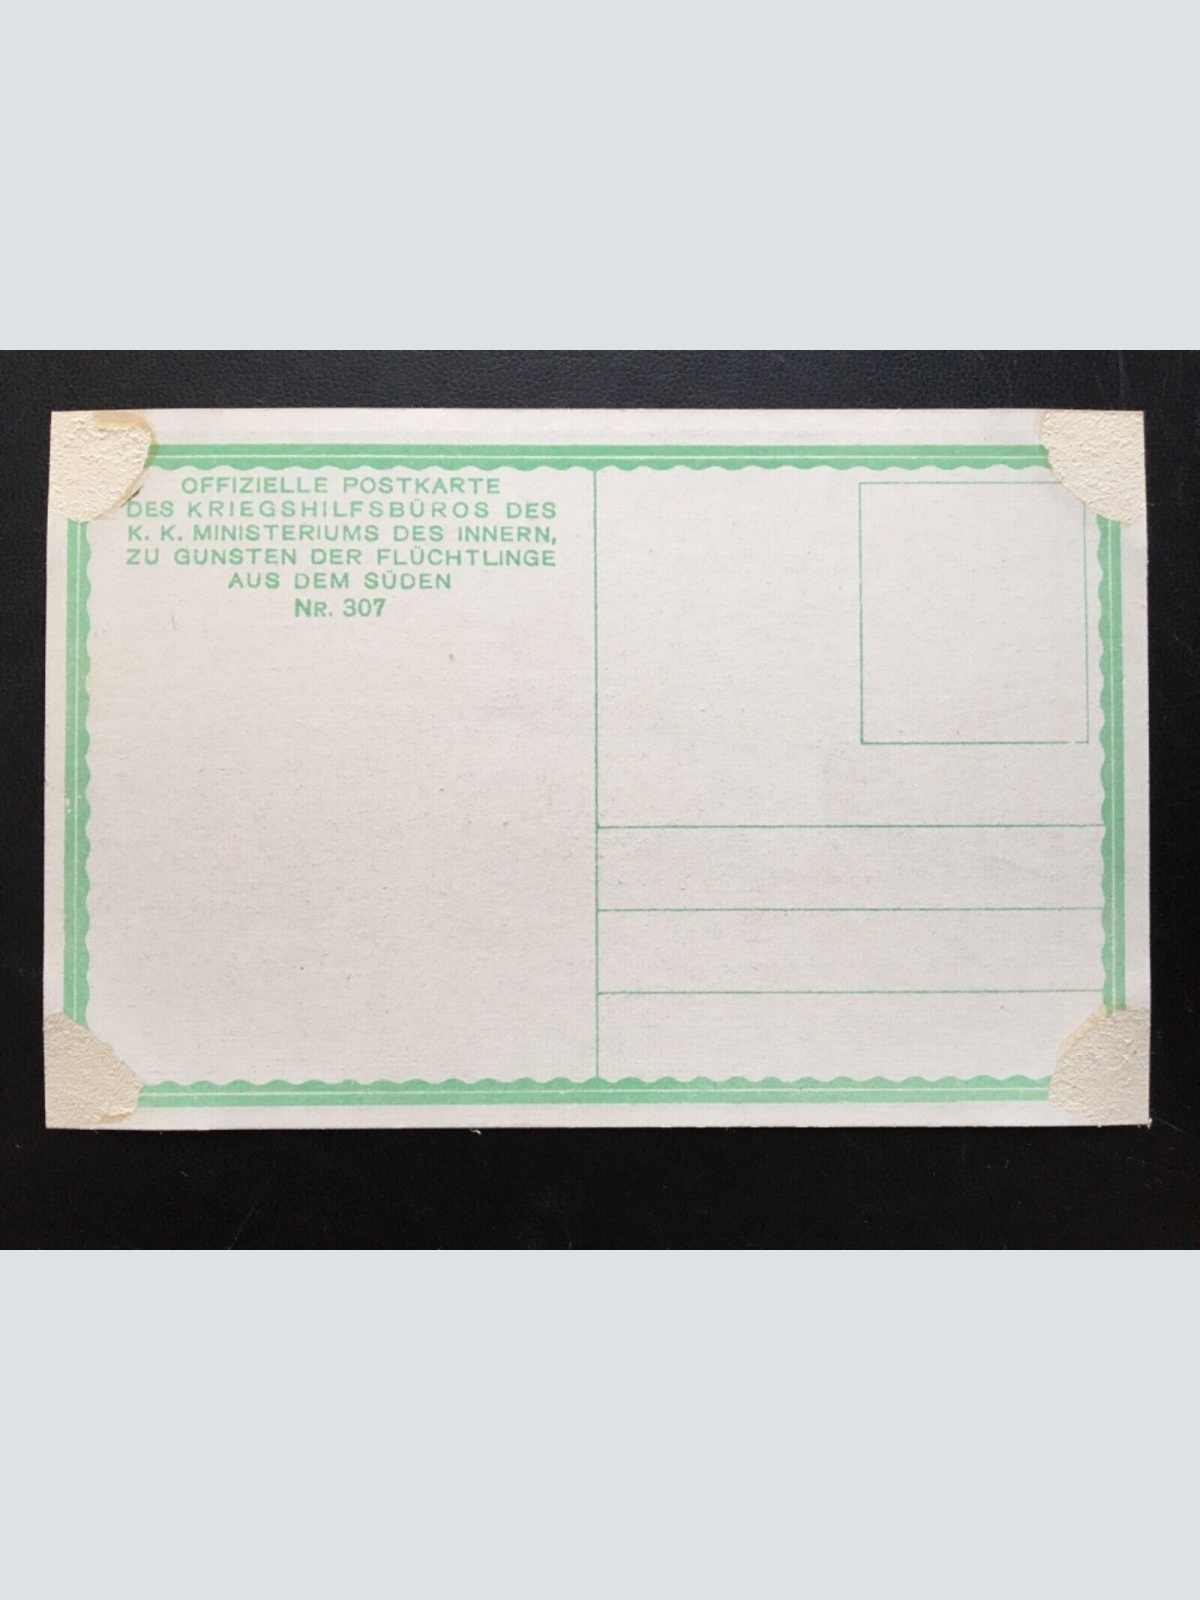 OFFIZIELLE POSTKARTE
DES KRIEGSHILFSBÜROS DES
K. K. MINISTERIUMS DES INNERN,
ZU GUNSTEN DER FLÜCHTLINGE
AUS DEM SÜDEN
NR. 307